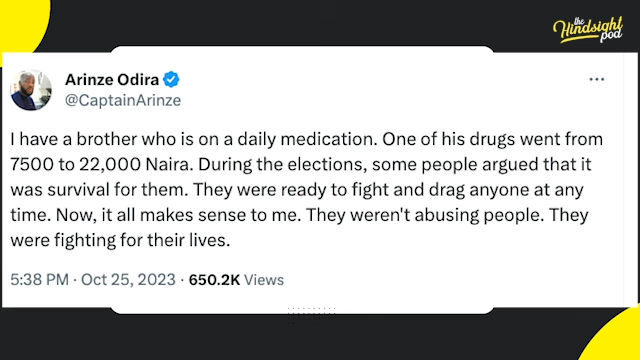 the
Hindsight
pod
Arinze Odira
@CaptainArinze
I have a brother who is on a daily medication. One of his drugs went from
7500 to 22,000 Naira. During the elections, some people argued that it
was survival for them. They were ready to fight and drag anyone at any
time. Now, it all makes sense to me. They weren't abusing people. They
were fighting for their lives.
5:38 PM · Oct 25, 2023 · 650.2K Views